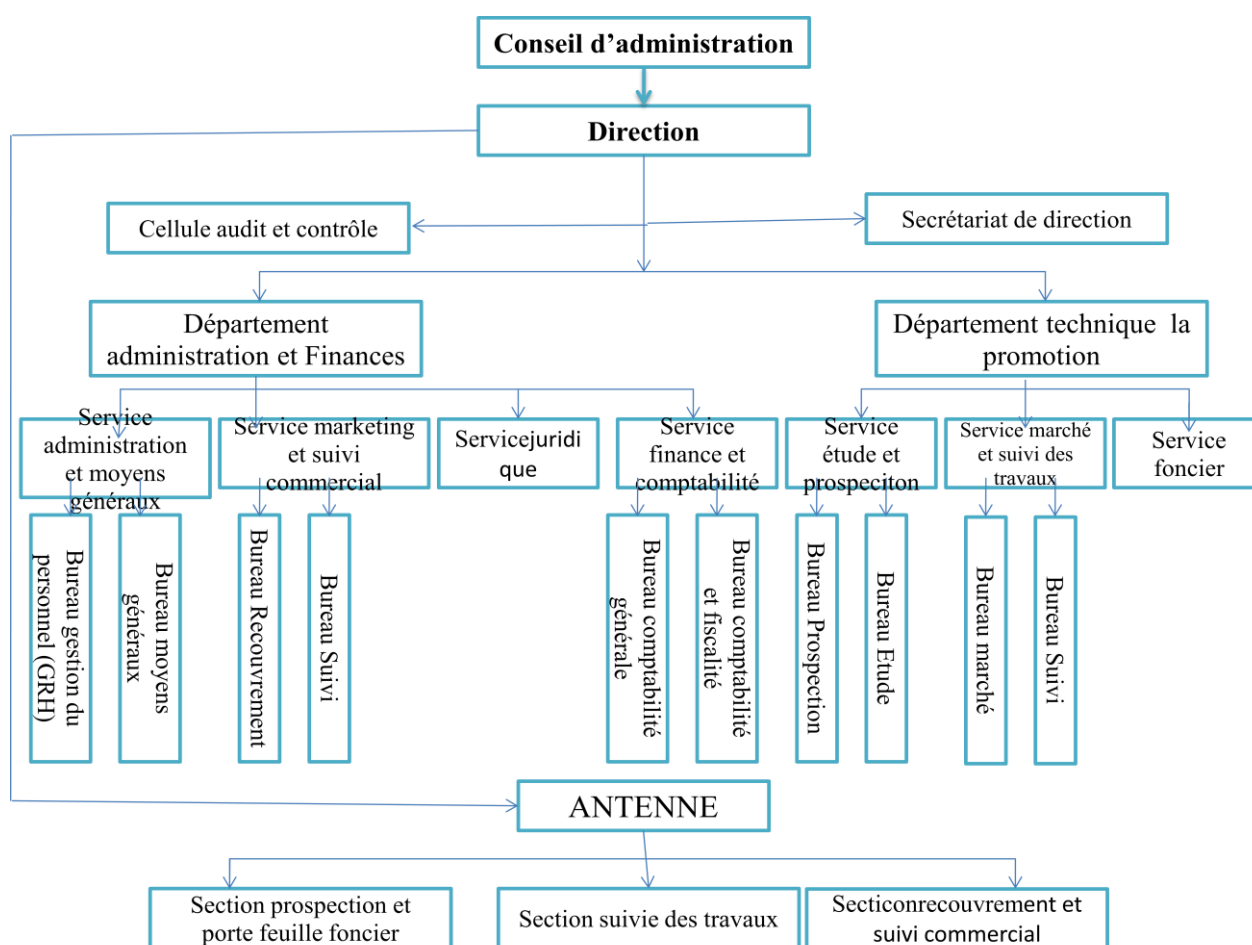 Conseil d’administration
Direction
Cellule audit et contrôle
Secrétariat de direction
Département
administration et Finances
Département technique  la
promotion
Service
administration
et moyens
généraux
Service marketing
et suivi
commercial
Servicejuridi
que
Service
finance et
comptabilité
Service
étude et
prospeciton
Service marché
et suivi des
travaux
Service
foncier
Bureau gestion du
personnel (GRH)
Bureau moyens
généraux
Bureau Recouvrement
Bureau Suivi
Bureau comptabilité
générale
Bureau comptabilité
et fiscalité
Bureau Prospection
Bureau Etude
Bureau marché
Bureau Suivi
ANTENNE
Section prospection et
porte feuille foncier
Section suivie des travaux
Secticonrecouvrement et
suivi commercial